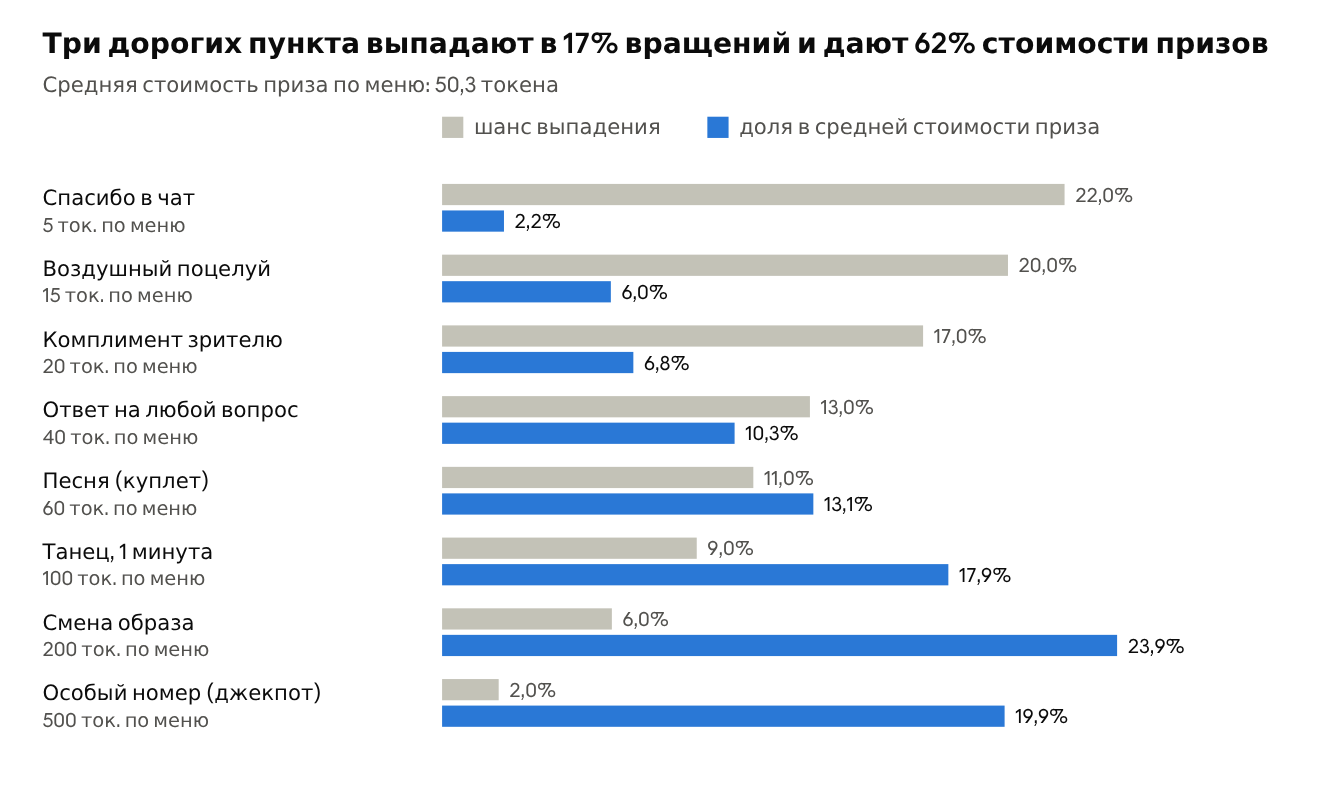 Три дорогих пункта выпадают в 17% вращений и дают 62% стоимости призов
Средняя стоимость приза по меню: 50,3 токена
шанс выпадения
доля в средней стоимости приза
Спасибо в чат
22,0%
5 ток. по меню
2,2%
Воздушный поцелуй
20,0%
15 ток. по меню
6,0%
Комплимент зрителю
17,0%
20 ток. по меню
6,8%
Ответ на любой вопрос
13,0%
40 ток. по меню
10,3%
Песня (куплет)
11,0%
60 ток. по меню
13,1%
Танец, 1 минута
9,0%
100 ток. по меню
17,9%
Смена образа
6,0%
200 ток. по меню
23,9%
Особый номер (джекпот)
2,0%
500 ток. по меню
19,9%